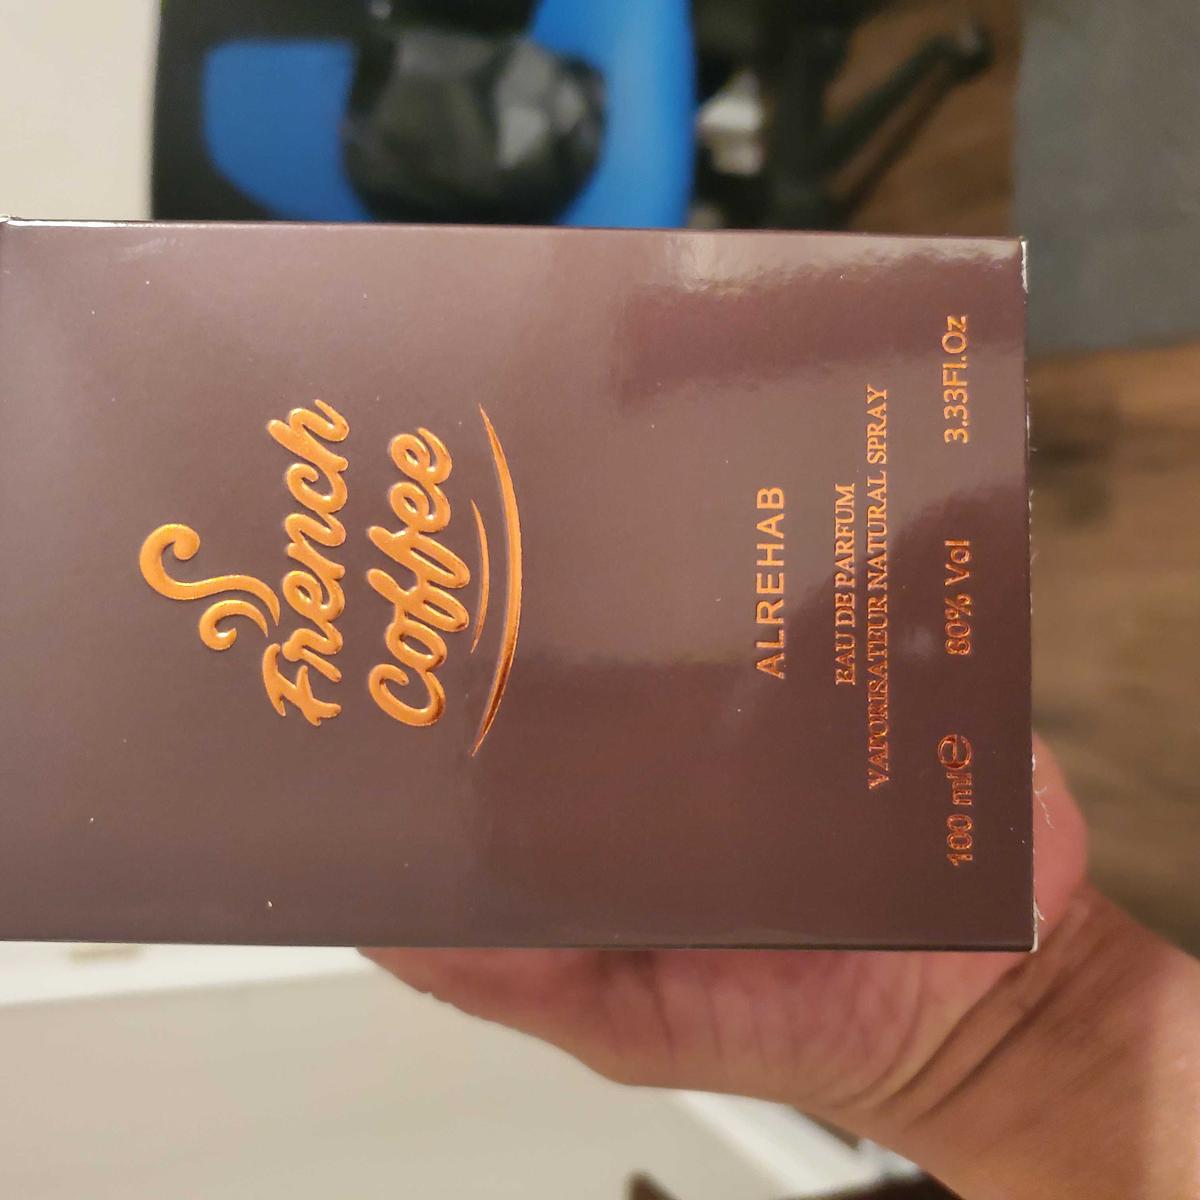 French
Coffee
ALREHAB
EAU DE PARFUM
VAPORISATEUR NATURAL SPRAY
100 ml℮ 80% Vol 3.33Fl.Oz